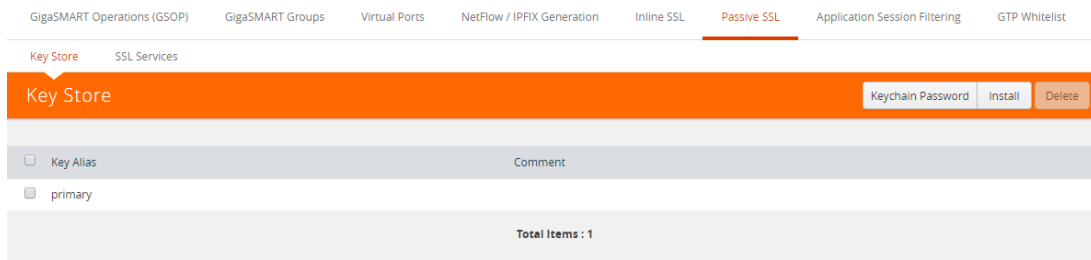 GigaSMART Operations (GSOP) GigaSMART Groups Virtual Ports NetFlow / IPFIX Generation Inline SSL Passive SSL Application Session Filtering GTP Whitelist
Key Store SSL Services
Key Store Keychain Password Install Delete
Key Alias Comment
primary
Total Items : 1